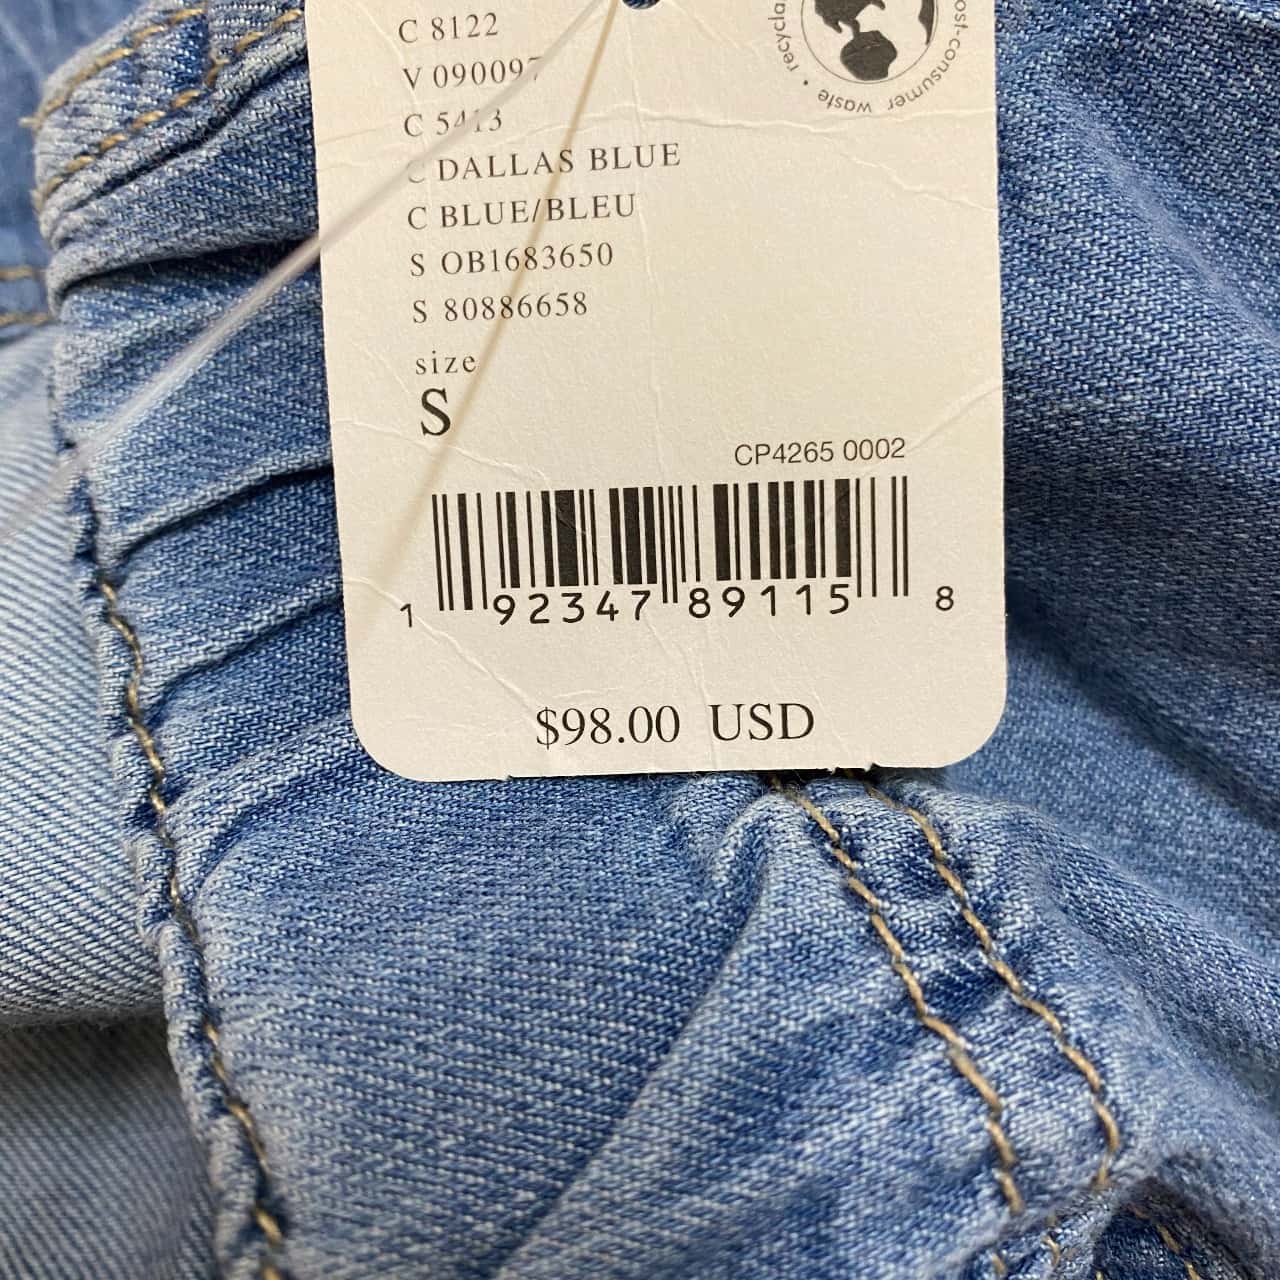 C 8122
V 090097
C 5413
C DALLAS BLUE
C BLUE/BLEU
S OB1683650
S 80886658
size
S
CP4265 0002
1 92347 89115 8
$98.00 USD
post-consumer waste • recycla